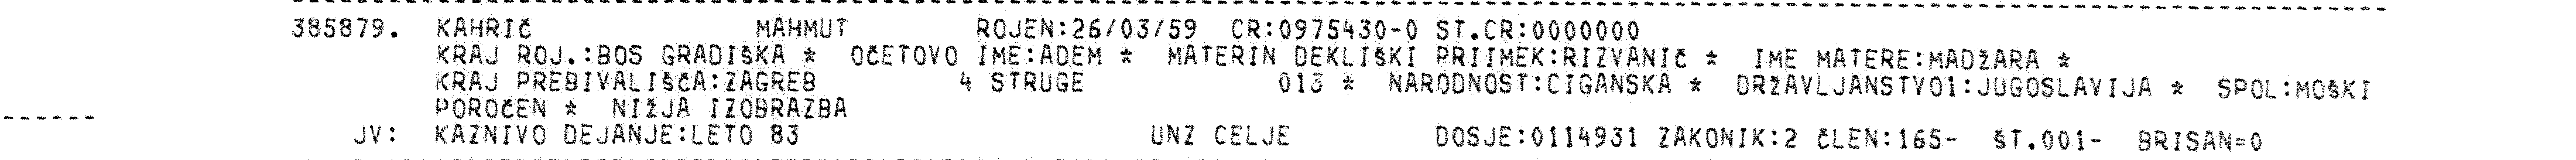 385879. KAHRIČ MAHMUT ROJEN:26/03/59 CR:0975430-0 ST.CR:0000000
KRAJ ROJ.:BOS GRADIŠKA * OČETOVO IME:ADEM * MATERIN DEKLIŠKI PRIIMEK:RIZVANIČ * IME MATERE:MADŽARA *
KRAJ PREBIVALIŠČA:ZAGREB 4 STRUGE 013 * NARODNOST:CIGANSKA * DRŽAVLJANSTVO1:JUGOSLAVIJA * SPOL:MOŠKI
POROČEN * NIŽJA IZOBRAZBA
JV: KAZNIVO DEJANJE:LETO 83 UNZ CELJE DOSJE:0114931 ZAKONIK:2 ČLEN:165- ŠT.001- BRISAN=0